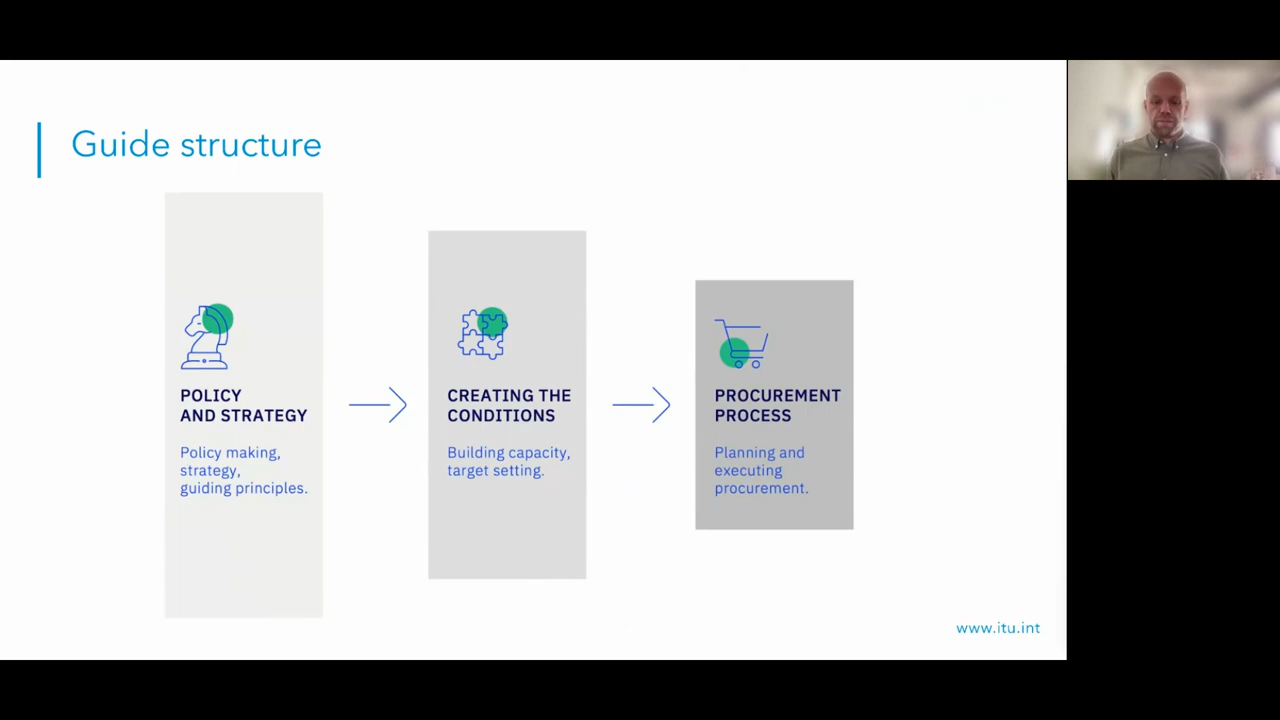 Guide structure
POLICY
AND STRATEGY
Policy making,
strategy,
guiding principles.
CREATING THE
CONDITIONS
Building capacity,
target setting.
PROCUREMENT
PROCESS
Planning and
executing
procurement.
www.itu.int